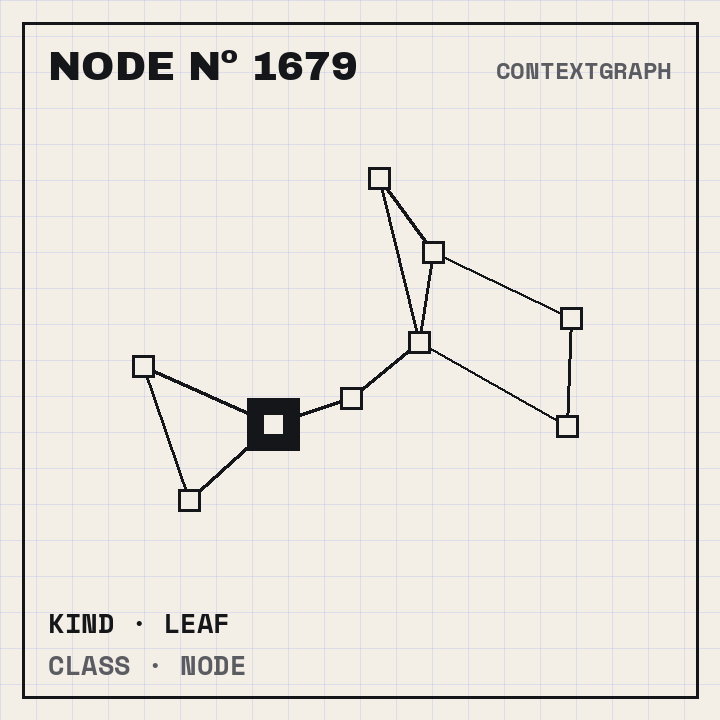 NODE Nº 1679
CONTEXTGRAPH
KIND · LEAF
CLASS · NODE